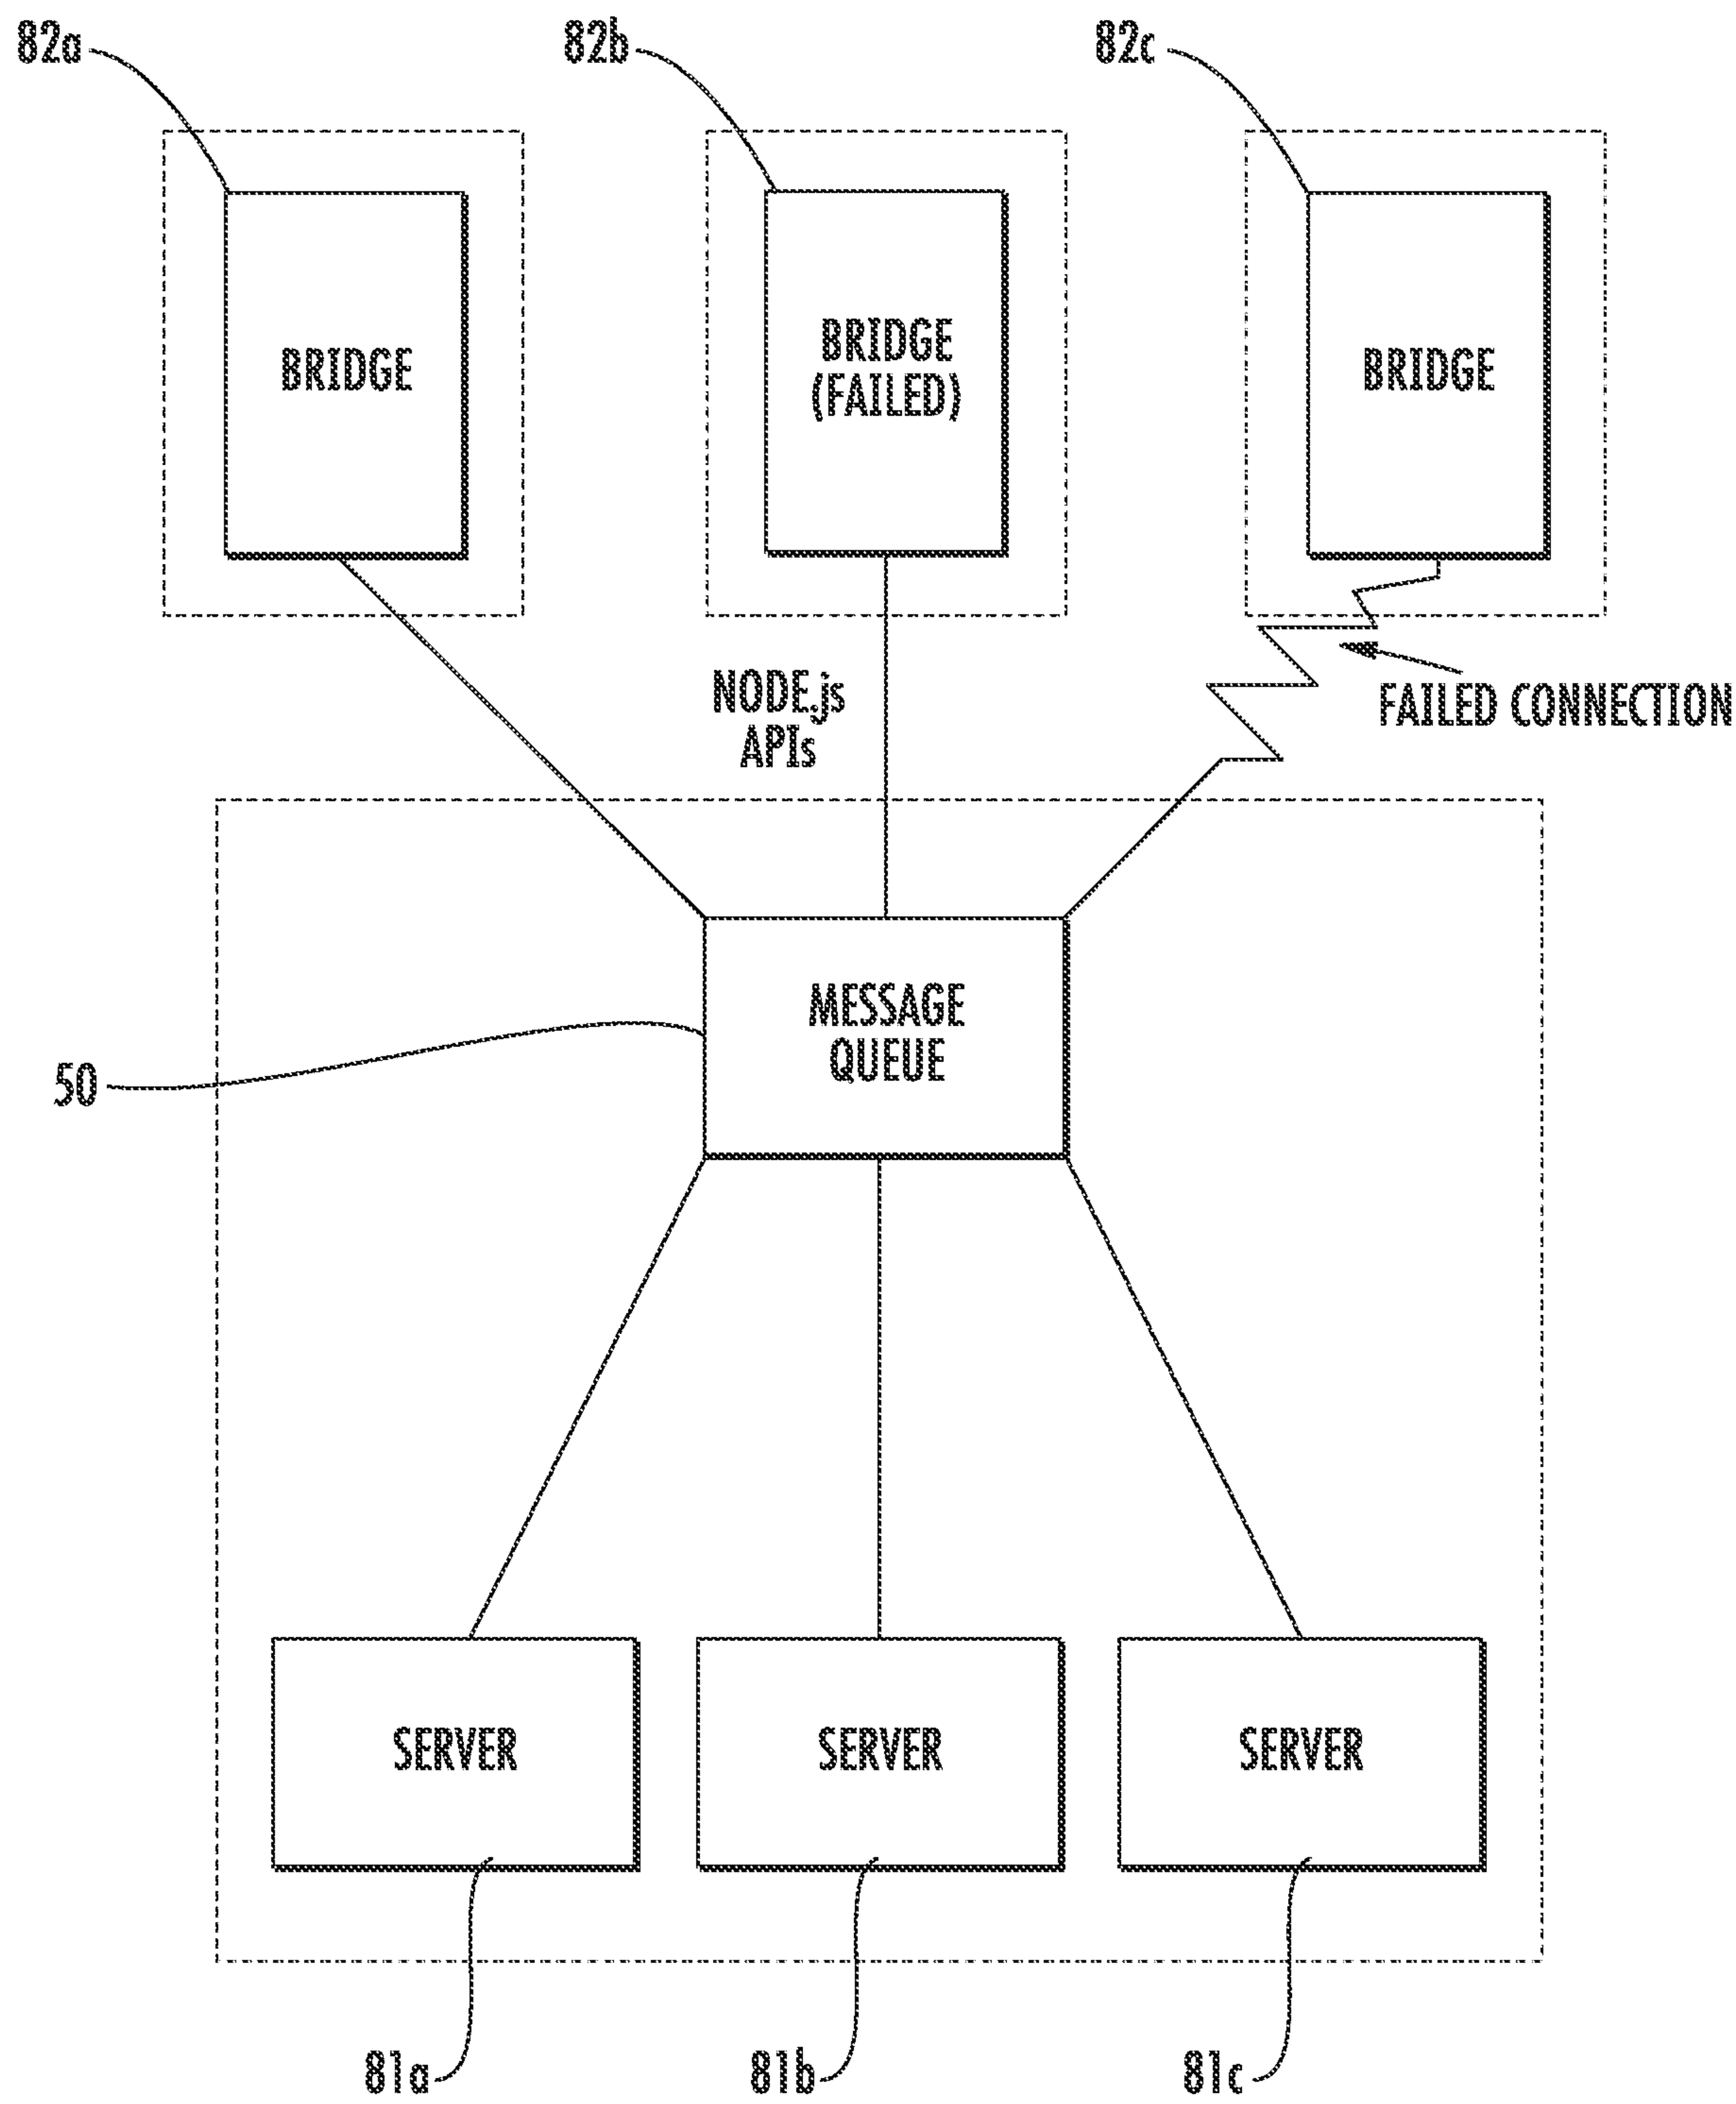 82a
82b
82c
BRIDGE
BRIDGE
(FAILED)
BRIDGE
NODE.js
APIs
FAILED CONNECTION
MESSAGE
QUEUE
50
SERVER
SERVER
SERVER
81a
81b
81c